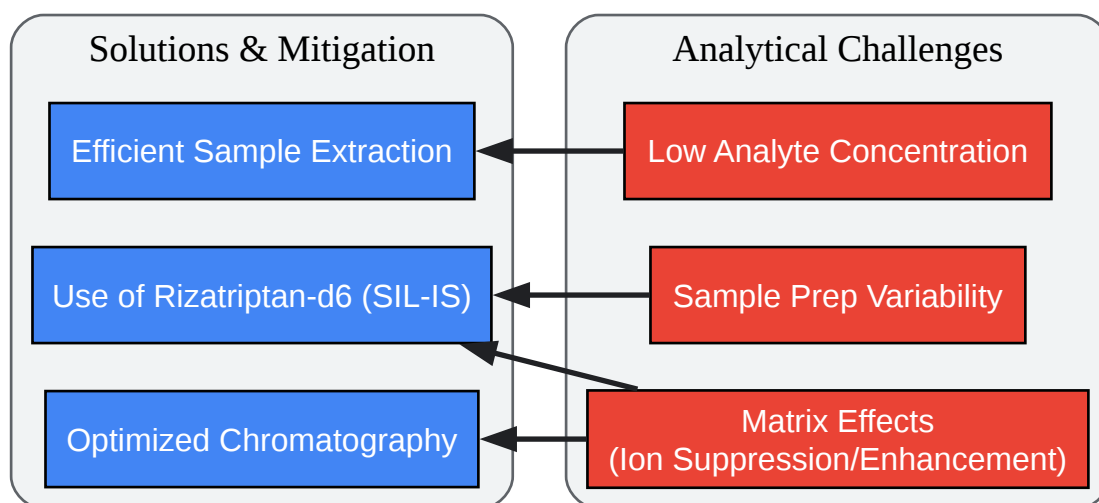 Solutions & Mitigation
Efficient Sample Extraction
Use of Rizatriptan-d6 (SIL-IS)
Optimized Chromatography
Analytical Challenges
Low Analyte Concentration
Sample Prep Variability
Matrix Effects
(Ion Suppression/Enhancement)